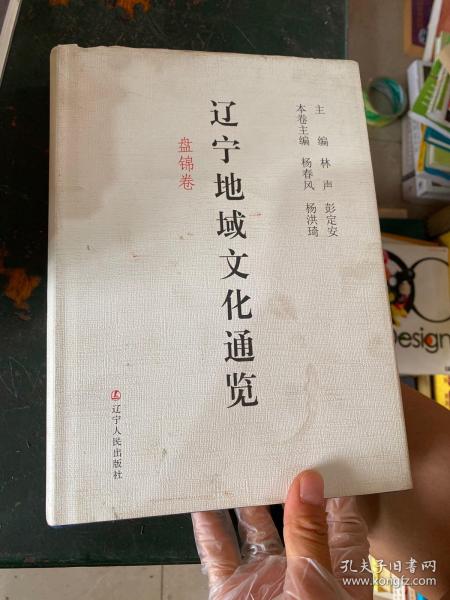 主 编 林 声 彭定安
本卷主编 杨春风 杨洪琦
辽宁地域文化通览
盘锦卷
辽宁人民出版社
Design
孔夫子旧书网
www.kongfz.com